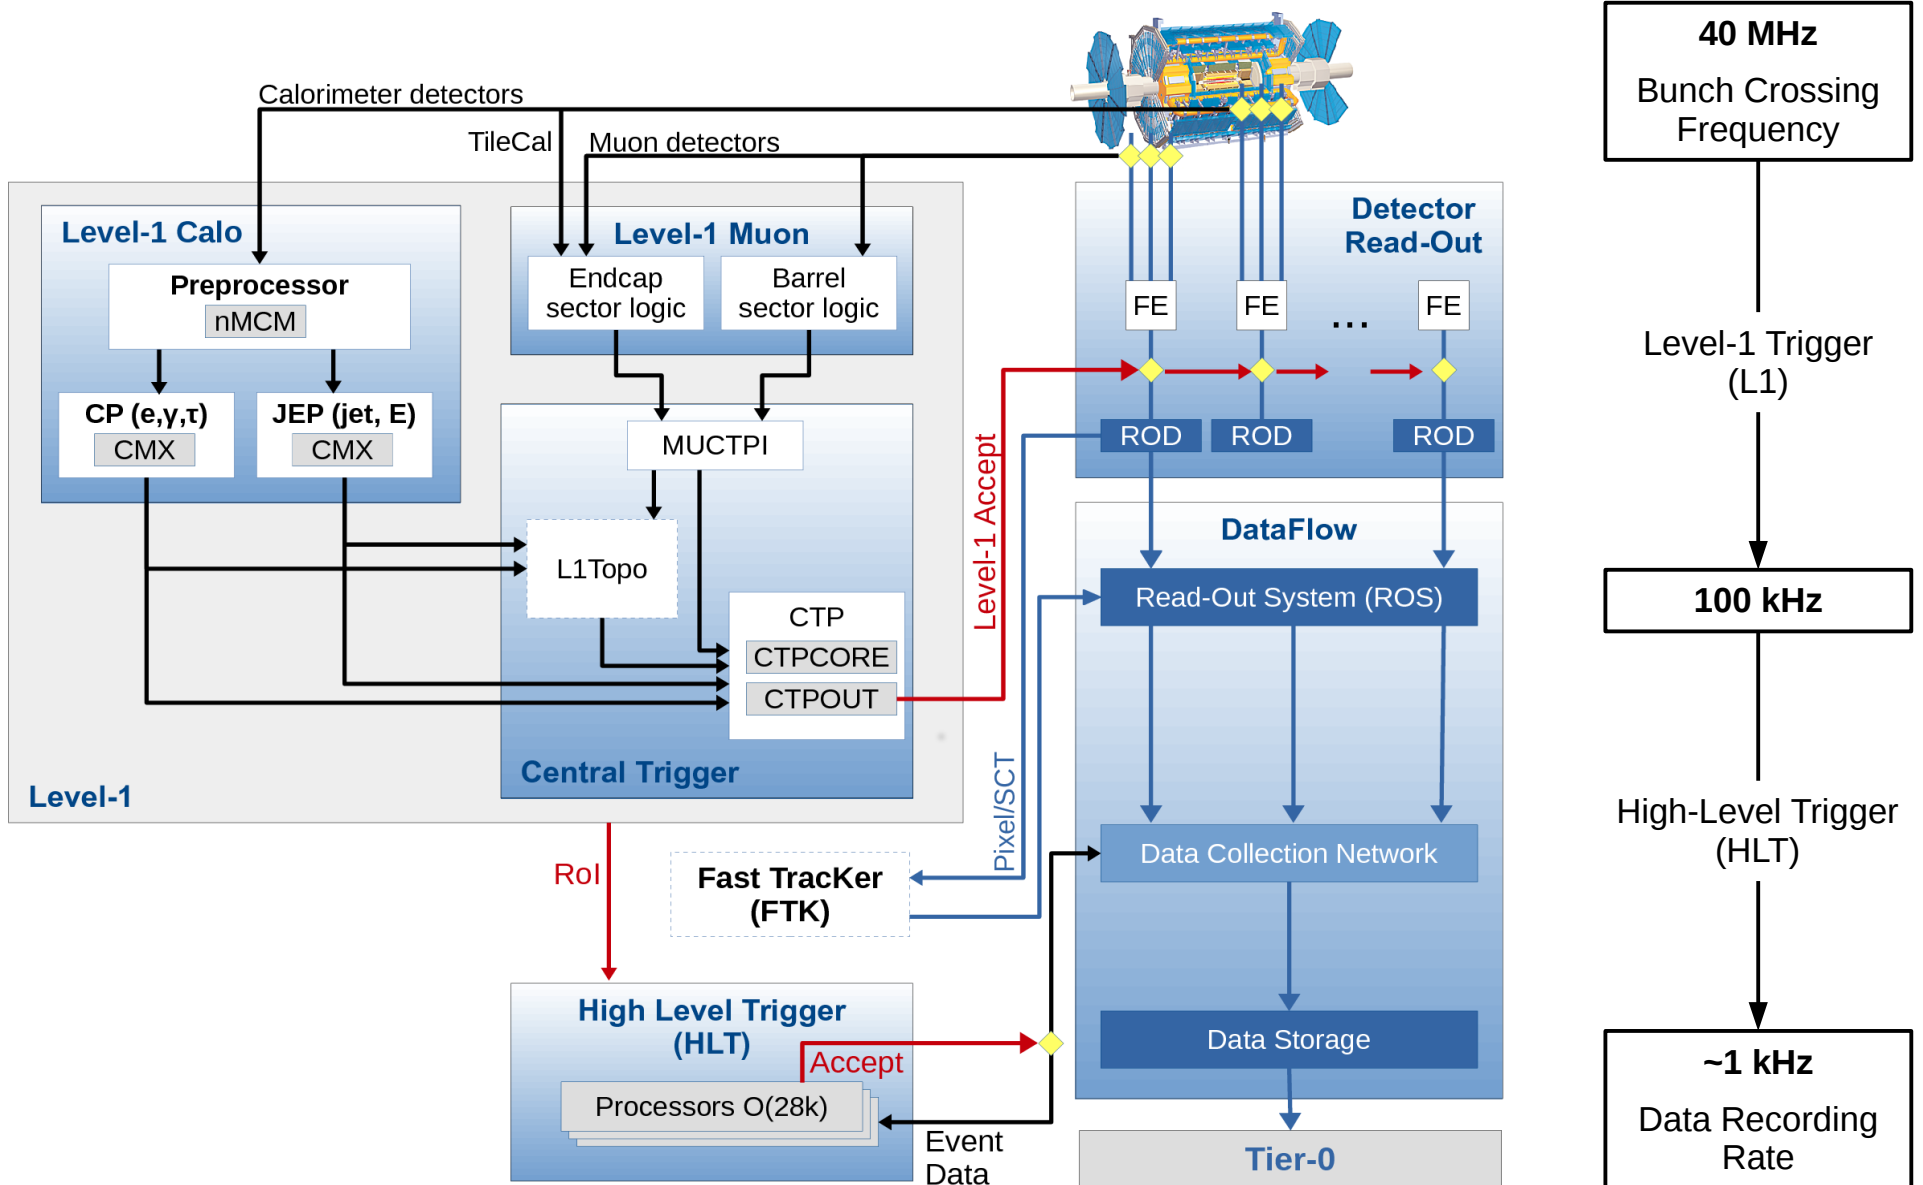 40 MHz
Bunch Crossing
Frequency
Calorimeter detectors
TileCal
Muon detectors
Level-1 Calo
Preprocessor
nMCM
CP (e,γ,τ)
CMX
JEP (jet, E)
CMX
Level-1 Muon
Endcap
sector logic
Barrel
sector logic
Detector
Read-Out
FE
FE
...
FE
ROD
ROD
ROD
Level-1 Trigger
(L1)
MUCTPI
L1Topo
CTP
CTPCORE
CTPOUT
Central Trigger
Level-1
Level-1 Accept
Pixel/SCT
DataFlow
Read-Out System (ROS)
Data Collection Network
Data Storage
Tier-0
100 kHz
High-Level Trigger
(HLT)
RoI
Fast TracKer
(FTK)
High Level Trigger
(HLT)
Accept
Processors O(28k)
Event
Data
~1 kHz
Data Recording
Rate